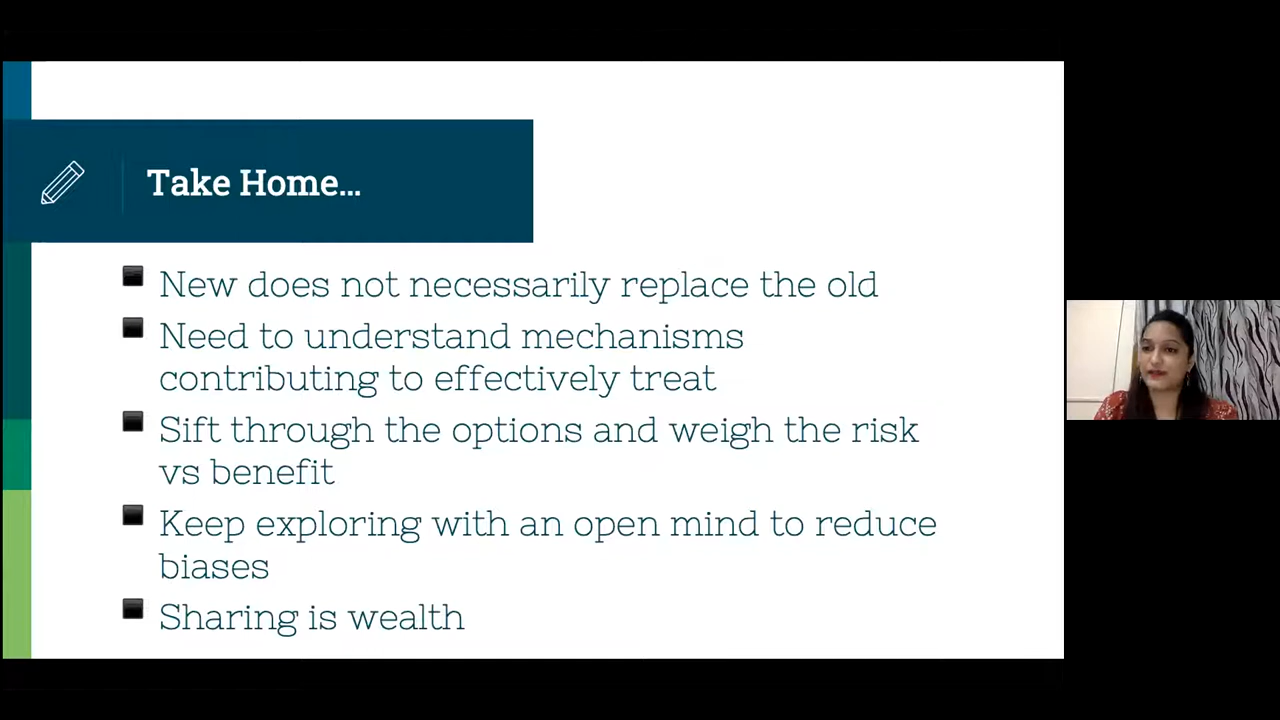 Take Home...
New does not necessarily replace the old
Need to understand mechanisms
contributing to effectively treat
Sift through the options and weigh the risk
vs benefit
Keep exploring with an open mind to reduce
biases
Sharing is wealth